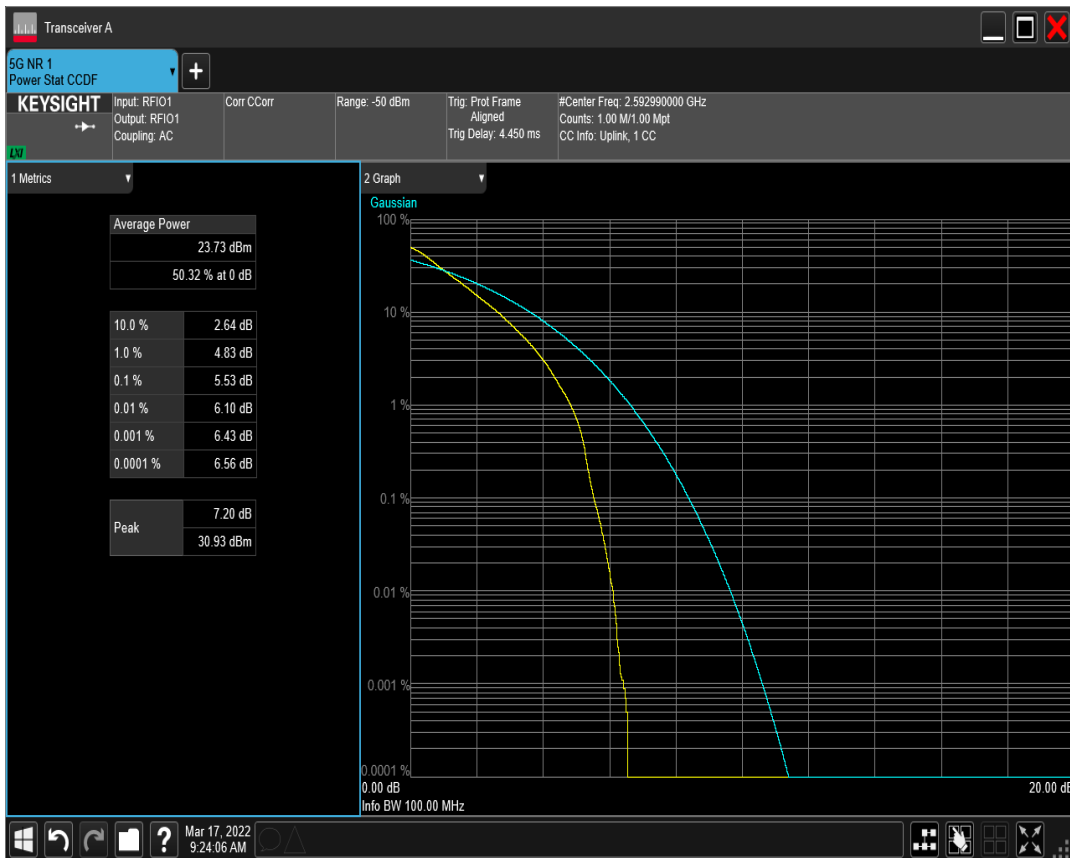 Transceiver A
5G NR 1
Power Stat CCDF
KEYSIGHT
LXI
Input: RFIO1
Output: RFIO1
Coupling: AC
Corr CCorr
Range: -50 dBm
Trig: Prot Frame
Aligned
Trig Delay: 4.450 ms
#Center Freq: 2.592990000 GHz
Counts: 1.00 M/1.00 Mpt
CC Info: Uplink, 1 CC
1 Metrics
Average Power
23.73 dBm
50.32 % at 0 dB
10.0 % 2.64 dB
1.0 % 4.83 dB
0.1 % 5.53 dB
0.01 % 6.10 dB
0.001 % 6.43 dB
0.0001 % 6.56 dB
Peak
7.20 dB
30.93 dBm
2 Graph
Gaussian
100 %
10 %
1 %
0.1 %
0.01 %
0.001 %
0.0001 %
0.00 dB 20.00 dB
Info BW 100.00 MHz
Mar 17, 2022
9:24:06 AM